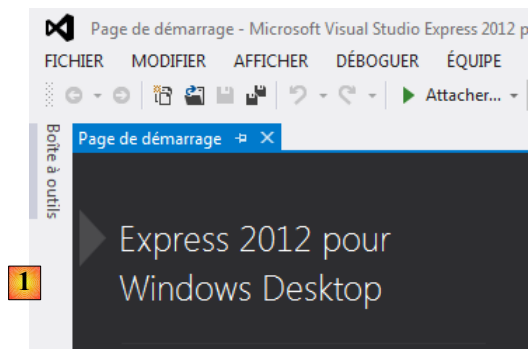 Page de démarrage - Microsoft Visual Studio Express 2012 p
FICHIER MODIFIER AFFICHER DÉBOGUER ÉQUIPE
Attacher...
Boîte à outils
Page de démarrage
Express 2012 pour
Windows Desktop
1